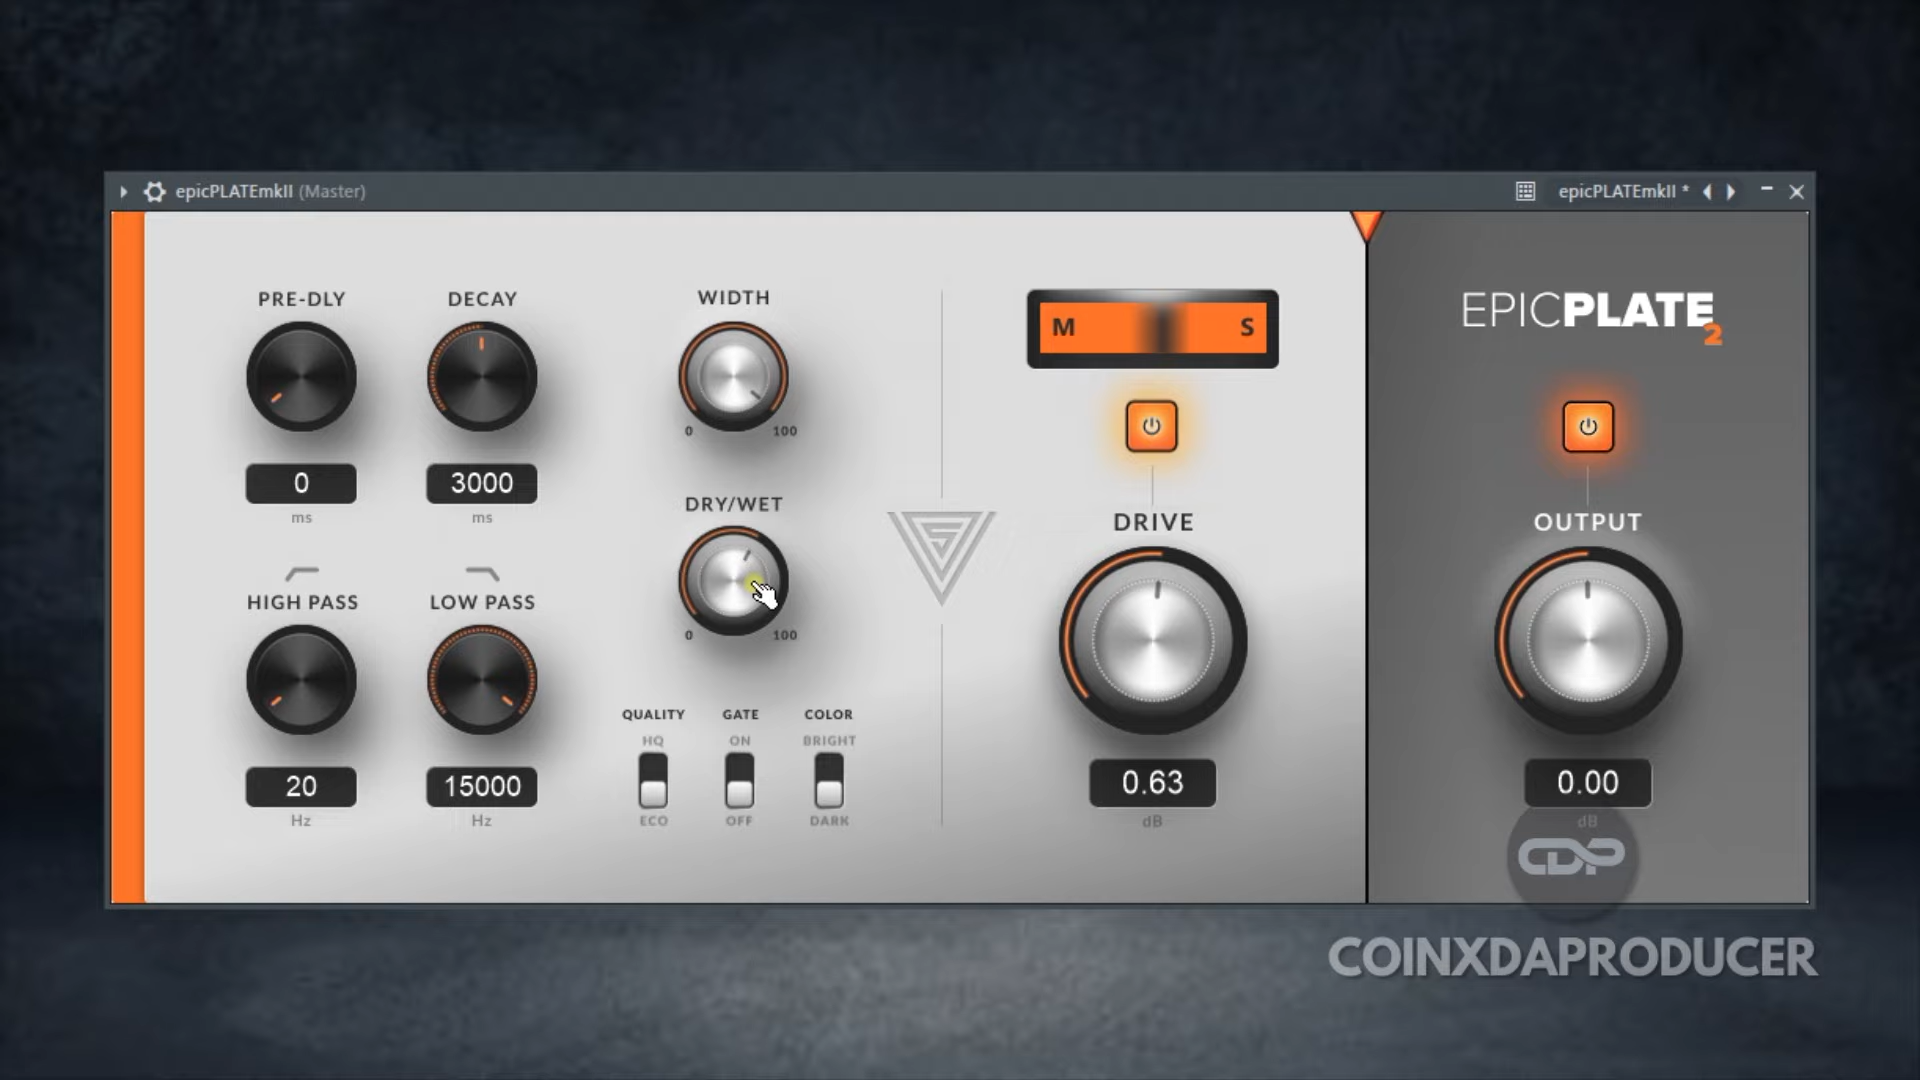 epicPLATEmkII (Master)
epicPLATEmkII *
PRE-DLY
DECAY
WIDTH
M
S
EPICPLATE
2
0
100
0
3000
ms
ms
DRY/WET
DRIVE
OUTPUT
HIGH PASS
LOW PASS
0
100
QUALITY
GATE
COLOR
HQ
ON
BRIGHT
20
15000
0.63
0.00
Hz
Hz
ECO
OFF
DARK
dB
dB
CDP
COINXDAPRODUCER